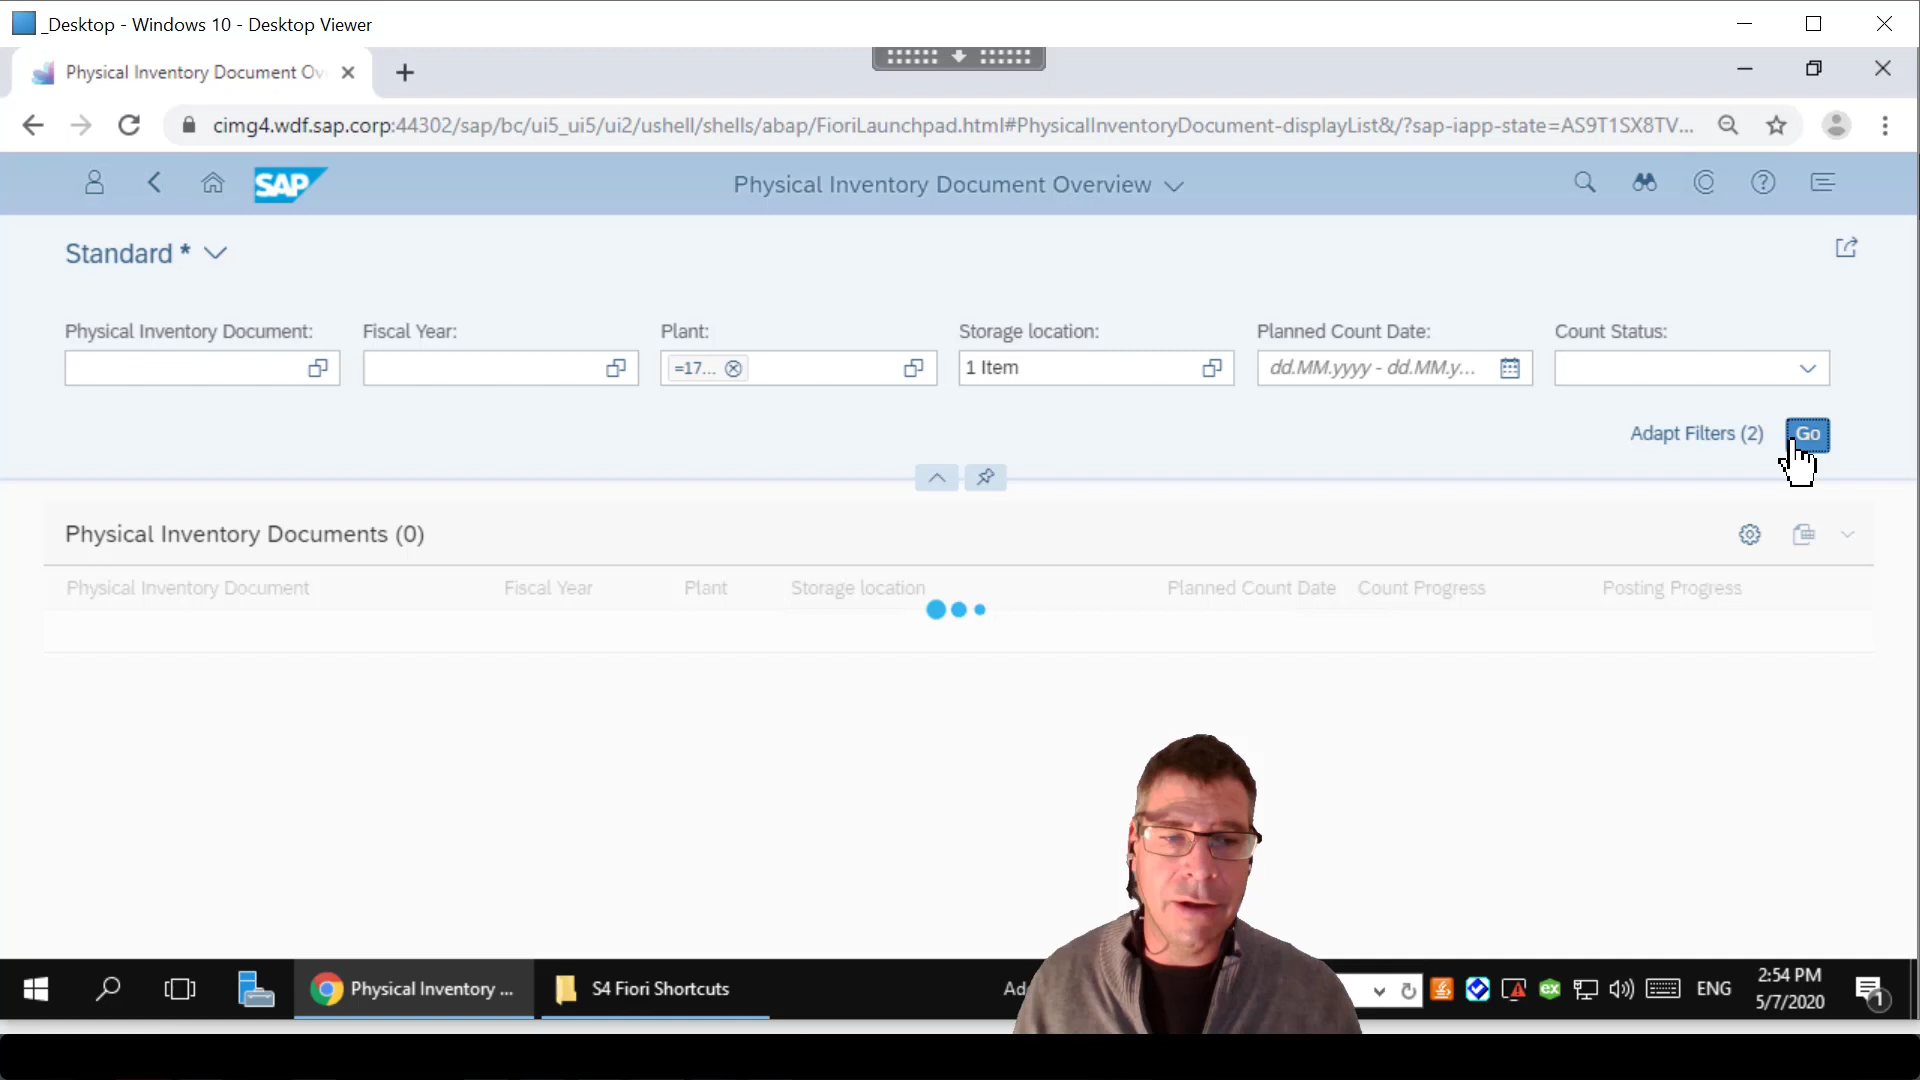 _Desktop - Windows 10 - Desktop Viewer
Physical Inventory Document Ov
cimg4.wdf.sap.corp:44302/sap/bc/ui5_ui5/ui2/ushell/shells/abap/FioriLaunchpad.html#PhysicalInventoryDocument-displayList&/?sap-iapp-state=AS9T1SX8TV...
SAP
Physical Inventory Document Overview
Standard *
Physical Inventory Document: Fiscal Year: Plant: Storage location: Planned Count Date: Count Status:
=17... 1 Item dd.MM.yyyy - dd.MM.y...
Adapt Filters (2) Go
Physical Inventory Documents (0)
Physical Inventory Document Fiscal Year Plant Storage location Planned Count Date Count Progress Posting Progress
Physical Inventory ... S4 Fiori Shortcuts ex ENG 2:54 PM
5/7/2020 1